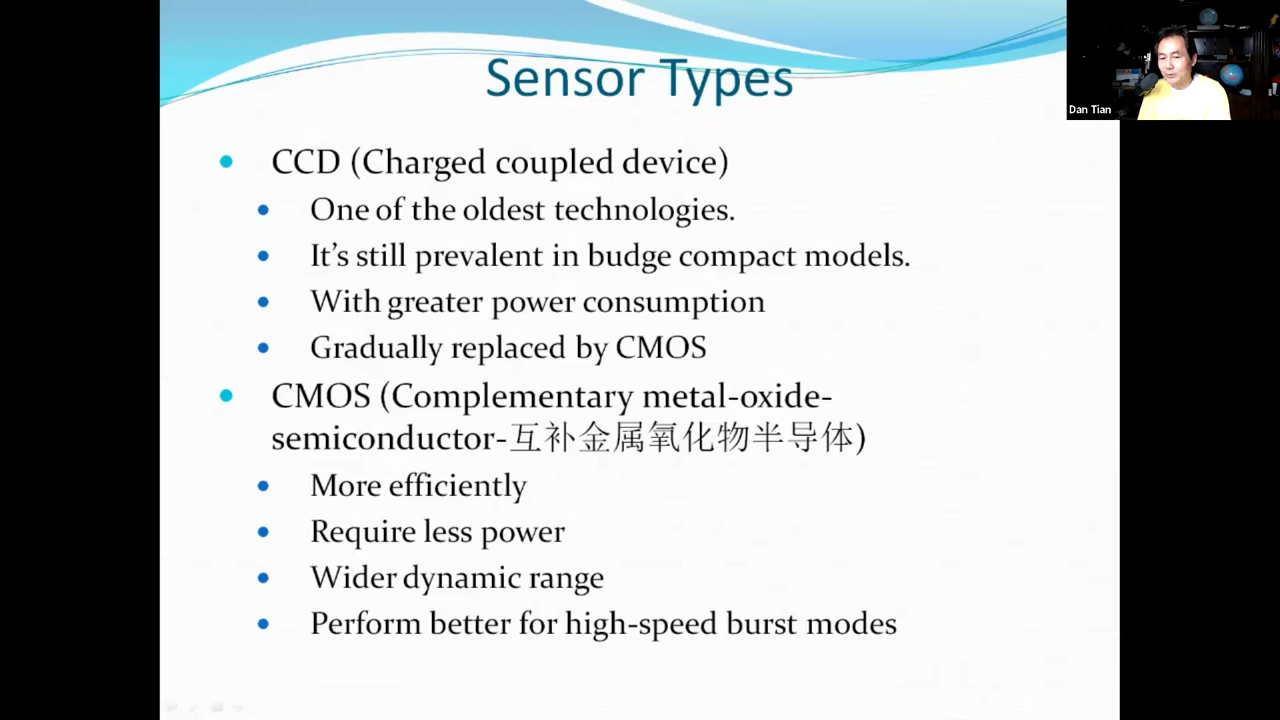 Sensor Types
Dan Tian
CCD (Charged coupled device)
One of the oldest technologies.
It’s still prevalent in budge compact models.
With greater power consumption
Gradually replaced by CMOS
CMOS (Complementary metal-oxide-
semiconductor-互补金属氧化物半导体)
More efficiently
Require less power
Wider dynamic range
Perform better for high-speed burst modes